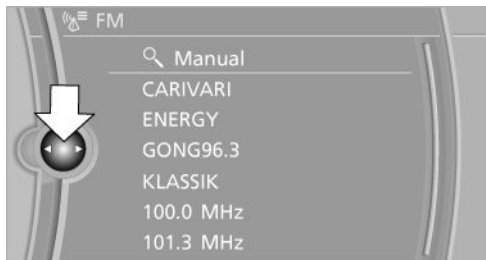 FM
Manual
CARIVARI
ENERGY
GONG96.3
KLASSIK
100.0 MHz
101.3 MHz